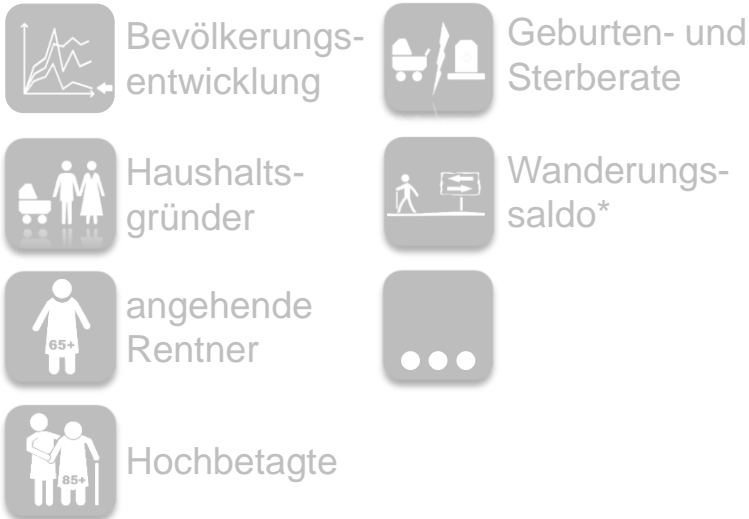 Bevölkerungs-
entwicklung
Haushalts-
gründer
65+
angehende
Rentner
85+
Hochbetagte
Geburten- und
Sterberate
Wanderungs-
saldo*